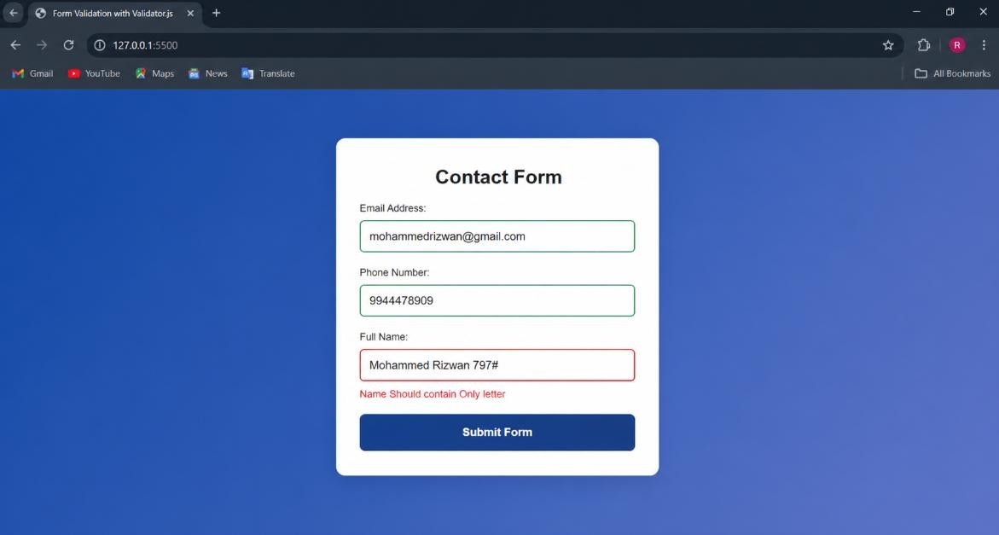 Form Validation with Validator.js
127.0.0.1:5500
R
Gmail YouTube Maps News Translate All Bookmarks
Contact Form
Email Address:
mohammedrizwan@gmail.com
Phone Number:
9944478909
Full Name:
Mohammed Rizwan 797#
Name Should contain Only letter
Submit Form